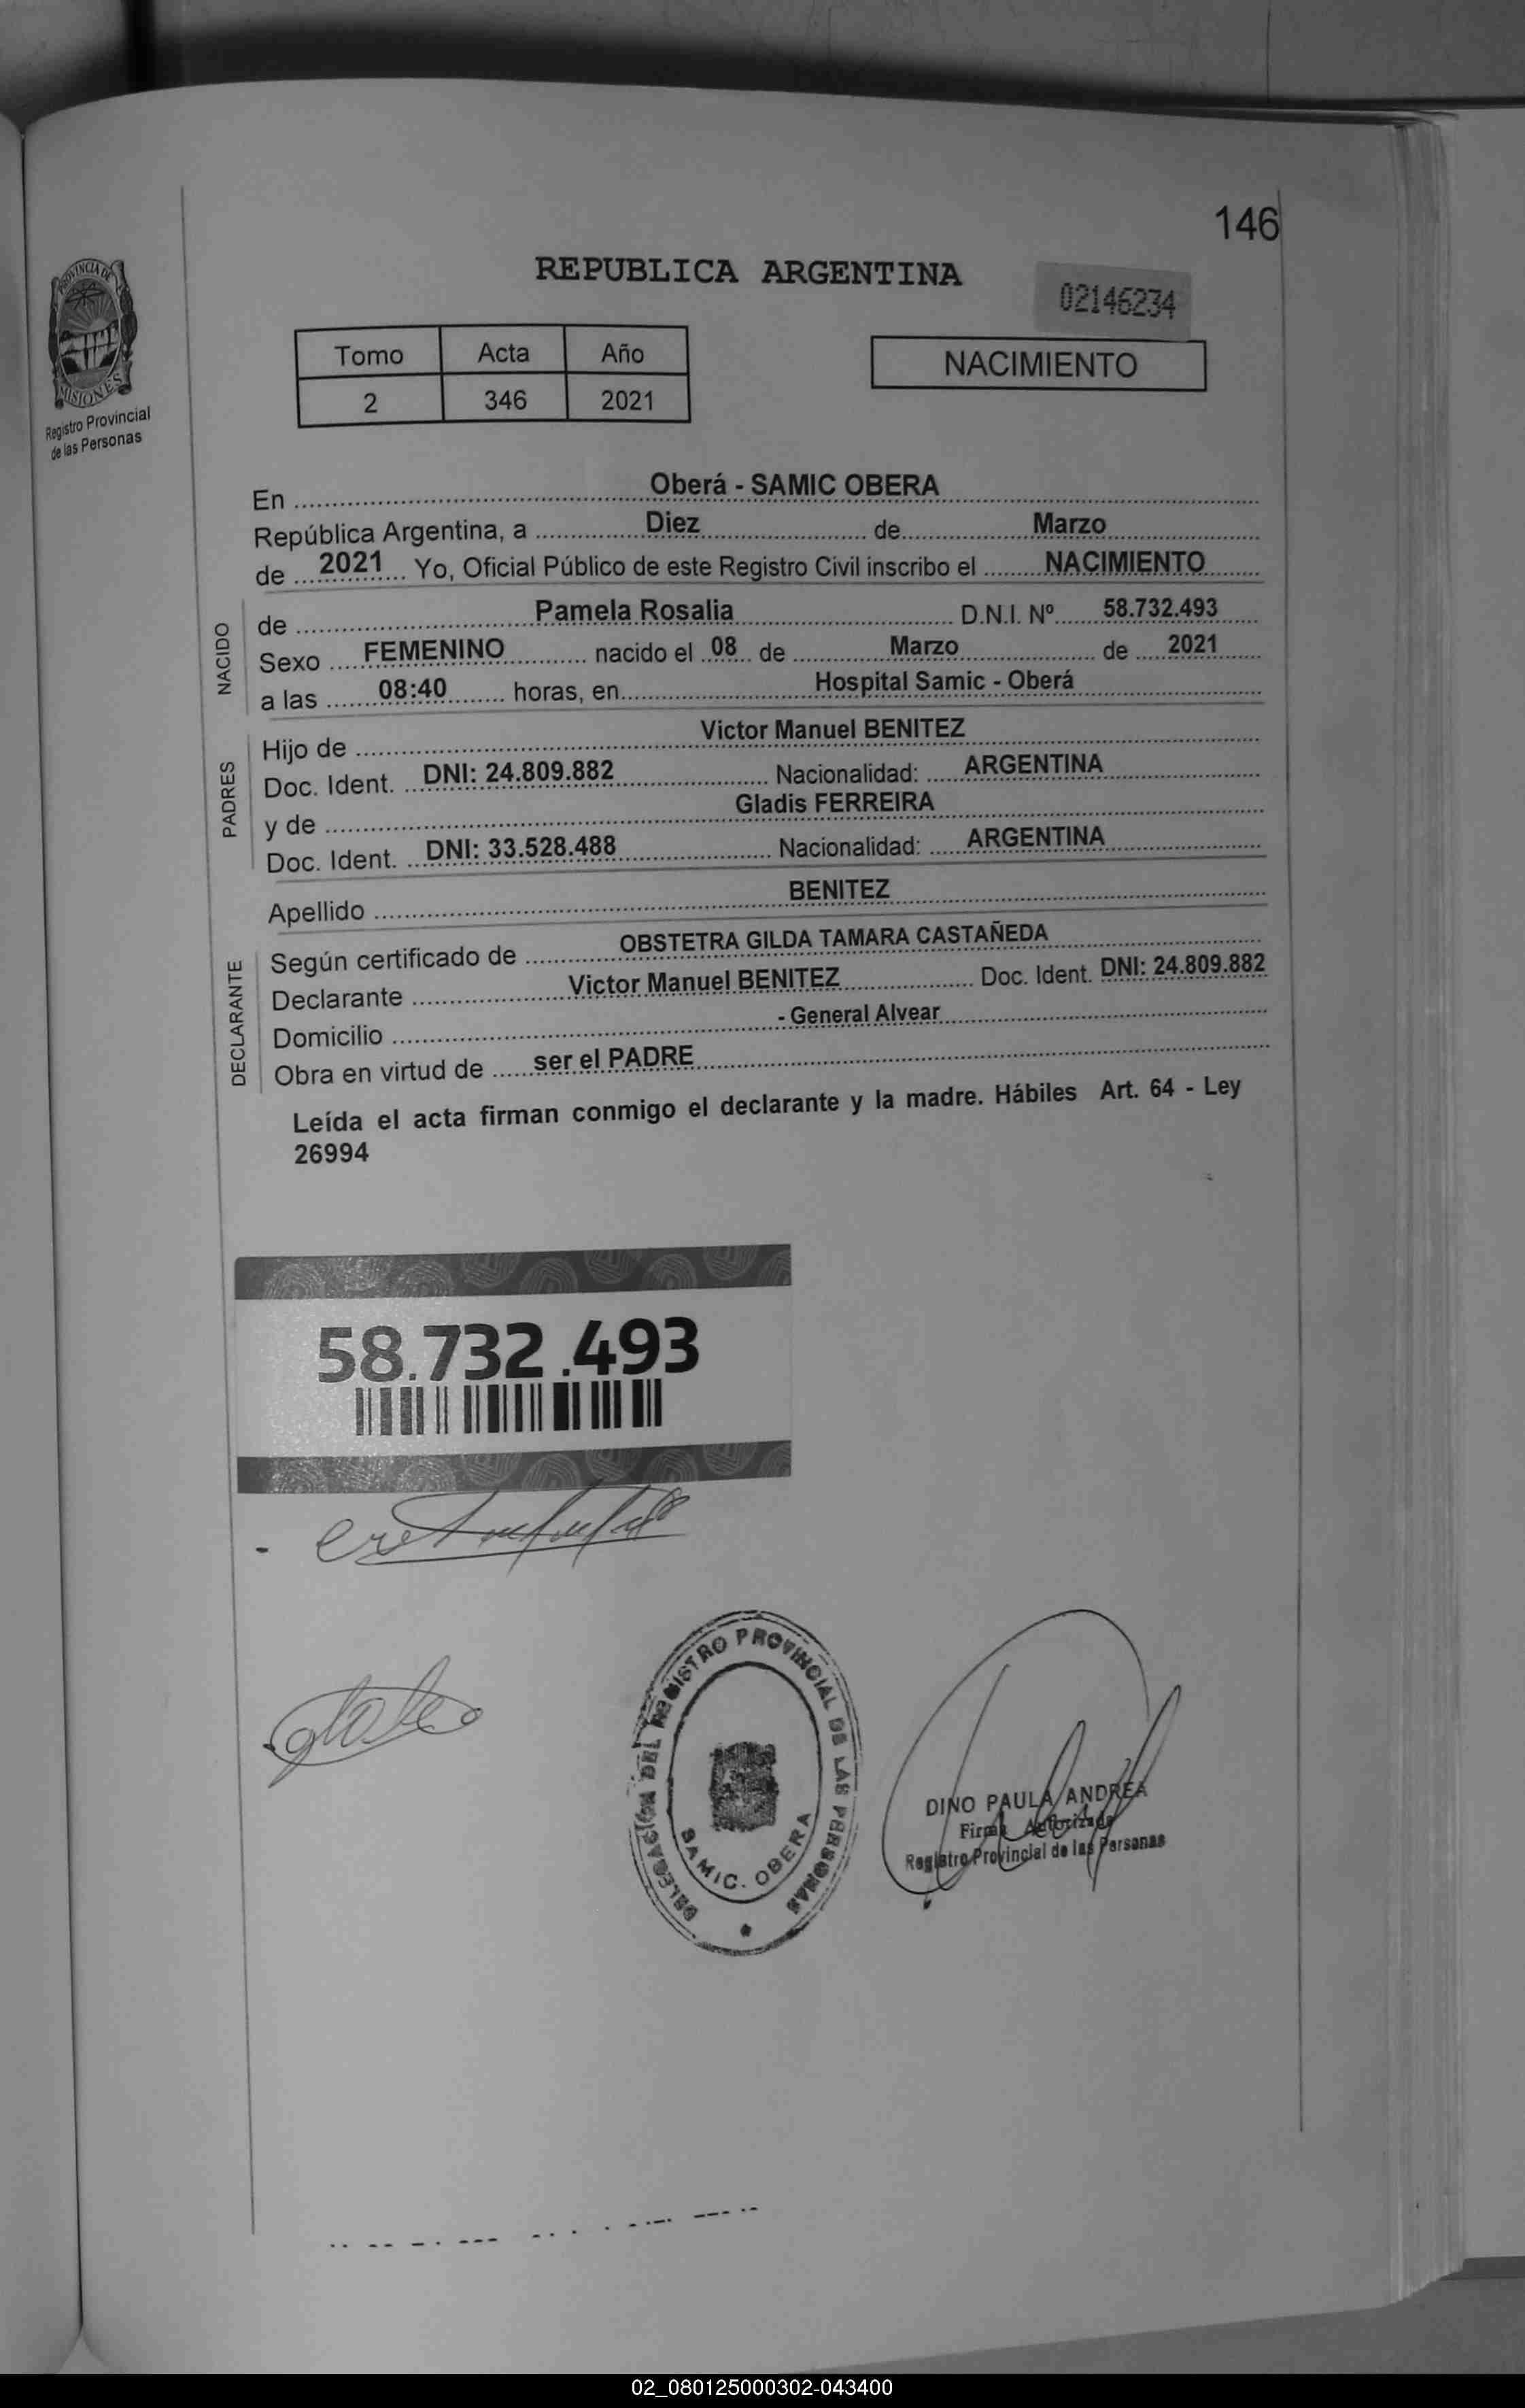 146
REPUBLICA ARGENTINA
02146234
Tomo Acta Año
2 346 2021
NACIMIENTO
PROVINCIA DE
MISIONES
Registro Provincial
de las Personas
En Oberá - SAMIC OBERA
República Argentina, a Diez de Marzo
de 2021 Yo, Oficial Público de este Registro Civil inscribo el NACIMIENTO
NACIDO
de Pamela Rosalia D.N.I. Nº 58.732.493
Sexo FEMENINO nacido el 08 de Marzo de 2021
a las 08:40 horas, en Hospital Samic - Oberá
PADRES
Hijo de Victor Manuel BENITEZ
Doc. Ident. DNI: 24.809.882 Nacionalidad: ARGENTINA
y de Gladis FERREIRA
Doc. Ident. DNI: 33.528.488 Nacionalidad: ARGENTINA
Apellido BENITEZ
DECLARANTE
Según certificado de OBSTETRA GILDA TAMARA CASTAÑEDA
Declarante Victor Manuel BENITEZ Doc. Ident. DNI: 24.809.882
Domicilio - General Alvear
Obra en virtud de ser el PADRE
Leída el acta firman conmigo el declarante y la madre. Hábiles Art. 64 - Ley
26994
58.732.493
DELEGACION DEL REGISTRO PROVINCIAL DE LAS PERSONAS
SAMIC. OBERA
DINO PAULA ANDREA
Firma Autorizada
Registro Provincial de las Personas
02_080125000302-043400